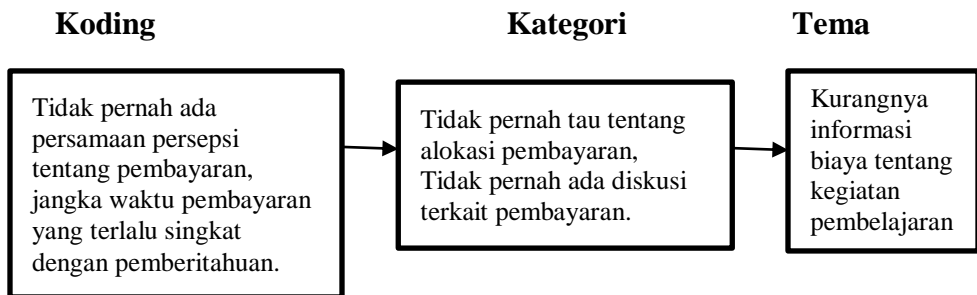 Koding Kategori Tema
Tidak pernah ada
persamaan persepsi
tentang pembayaran,
jangka waktu pembayaran
yang terlalu singkat
dengan pemberitahuan.
Tidak pernah tau tentang
alokasi pembayaran,
Tidak pernah ada diskusi
terkait pembayaran.
Kurangnya
informasi
biaya tentang
kegiatan
pembelajaran